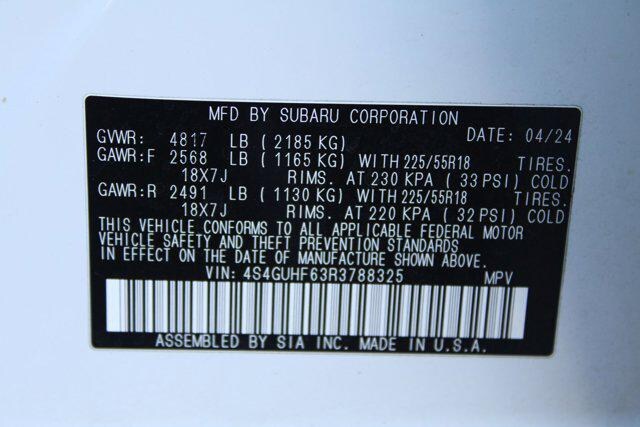 MFD BY SUBARU CORPORATION
GVWR: 4817 LB ( 2185 KG) DATE: 04/24
GAWR:F 2568 LB ( 1165 KG) WITH 225/55R18 TIRES.
18X7J RIMS. AT 230 KPA ( 33 PSI) COLD
GAWR:R 2491 LB ( 1130 KG) WITH 225/55R18 TIRES.
18X7J RIMS. AT 220 KPA ( 32 PSI) COLD
THIS VEHICLE CONFORMS TO ALL APPLICABLE FEDERAL MOTOR
VEHICLE SAFETY AND THEFT PREVENTION STANDARDS
IN EFFECT ON THE DATE OF MANUFACTURE SHOWN ABOVE.
VIN: 4S4GUHF63R3788325 MPV
ASSEMBLED BY SIA INC. MADE IN U.S.A.